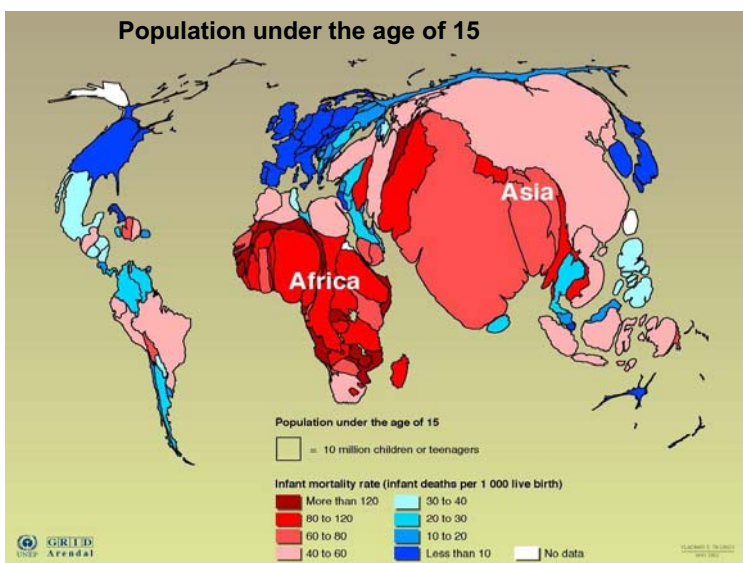 Population under the age of 15
Asia
Africa
Population under the age of 15
= 10 million children or teenagers
Infant mortality rate (infant deaths per 1 000 live birth)
More than 120
80 to 120
60 to 80
40 to 60
30 to 40
20 to 30
10 to 20
Less than 10
No data
UNEP
GRID
Arendal